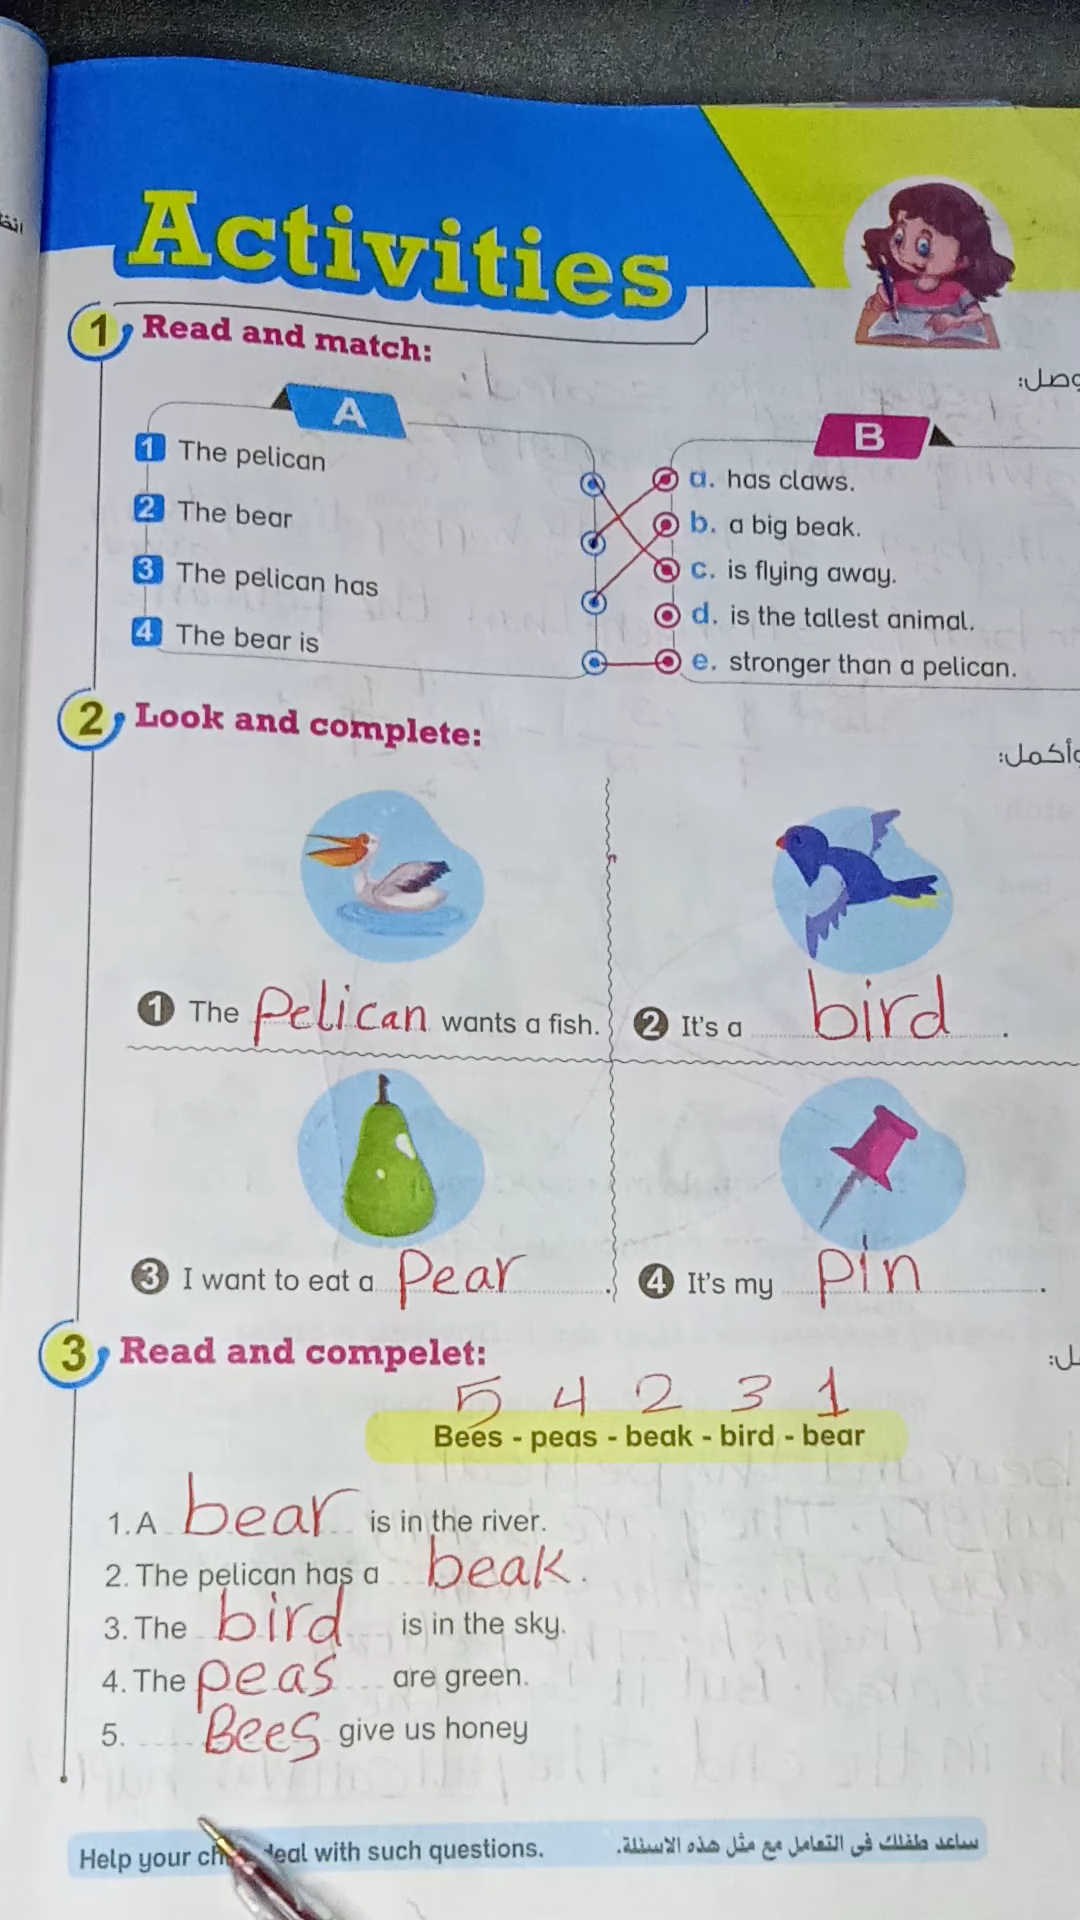 Activities
1 Read and match:
وصل:
A
B
1 The pelican
2 The bear
3 The pelican has
4 The bear is
a. has claws.
b. a big beak.
c. is flying away.
d. is the tallest animal.
e. stronger than a pelican.
2 Look and complete:
وأكمل:
1 The pelican wants a fish.
2 It's a bird .
3 I want to eat a pear .
4 It's my pin .
3 Read and compelet:
5 4 2 3 1
Bees - peas - beak - bird - bear
1. A bear is in the river.
2. The pelican has a beak.
3. The bird is in the sky.
4. The peas are green.
5. Bees give us honey
Help your deal with such questions.
ساعد طفلك فى التعامل مع مثل هذه الاسئلة.